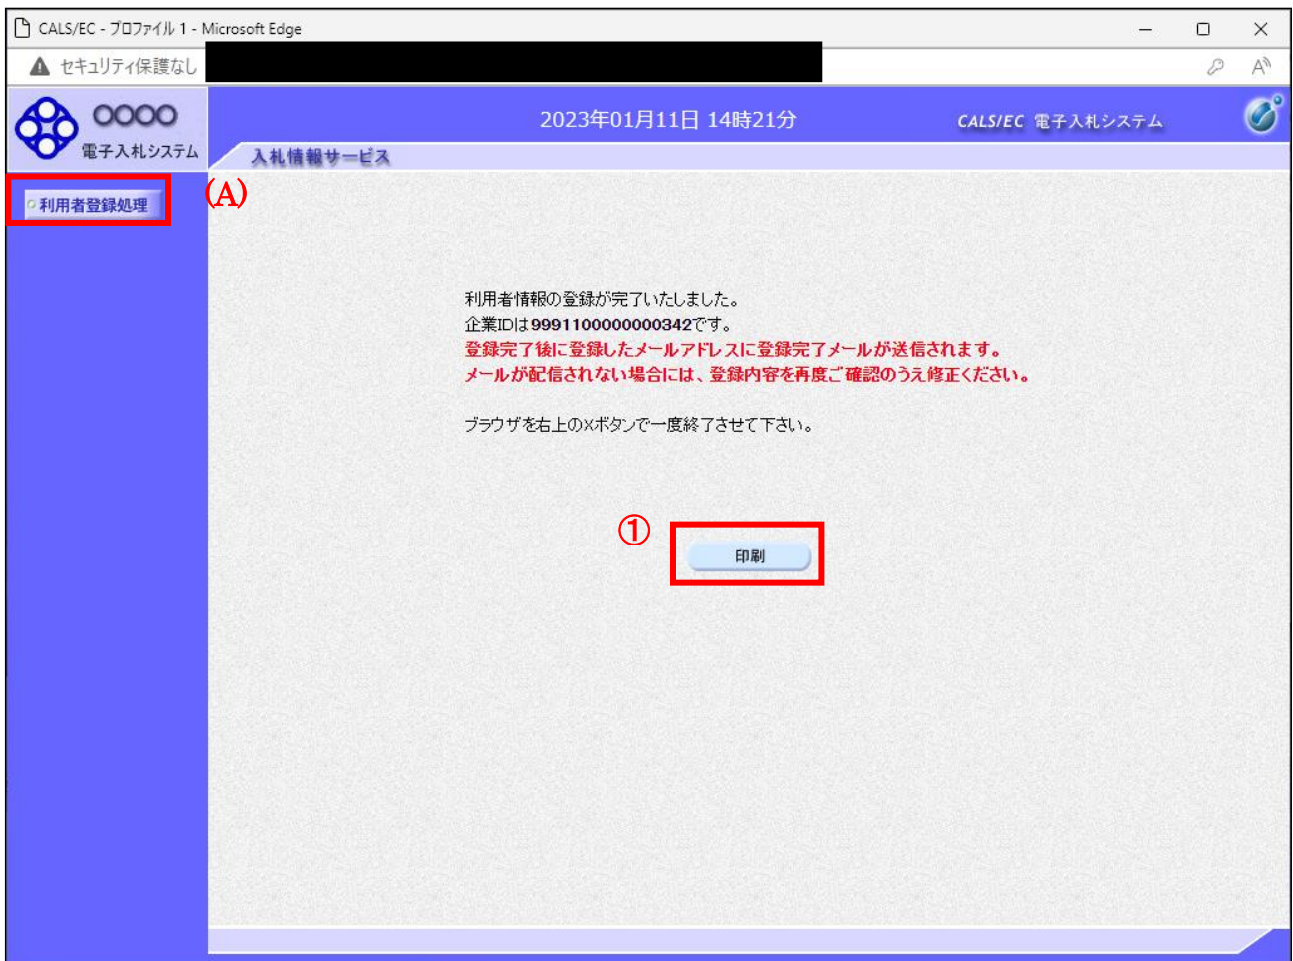 CALS/EC - プロファイル 1 - Microsoft Edge
セキュリティ保護なし
〇〇〇〇
電子入札システム
2023年01月11日 14時21分
CALS/EC 電子入札システム
入札情報サービス
利用者登録処理
(A)
利用者情報の登録が完了いたしました。
企業IDは9991100000000342です。
登録完了後に登録したメールアドレスに登録完了メールが送信されます。
メールが配信されない場合には、登録内容を再度ご確認のうえ修正ください。
ブラウザを右上の×ボタンで一度終了させて下さい。
①
印刷